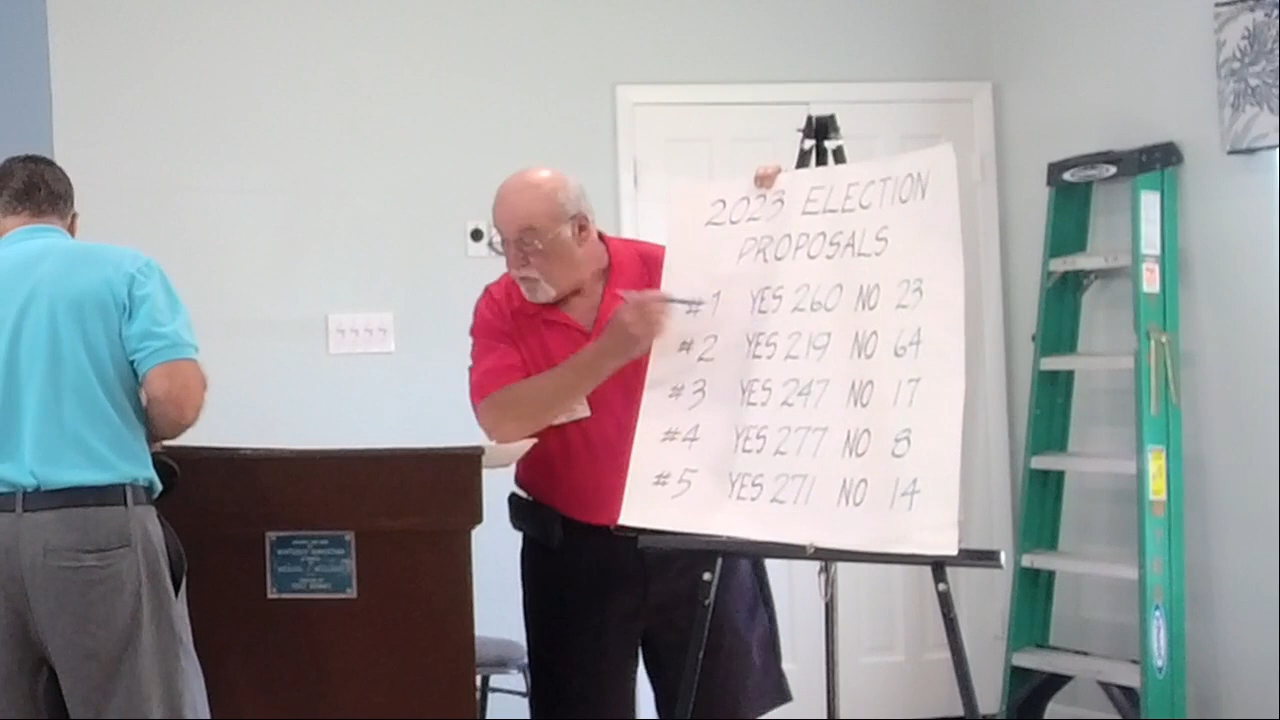 2023 ELECTION
PROPOSALS
#1 YES 260 NO 23
#2 YES 219 NO 64
#3 YES 247 NO 17
#4 YES 277 NO 8
#5 YES 271 NO 14